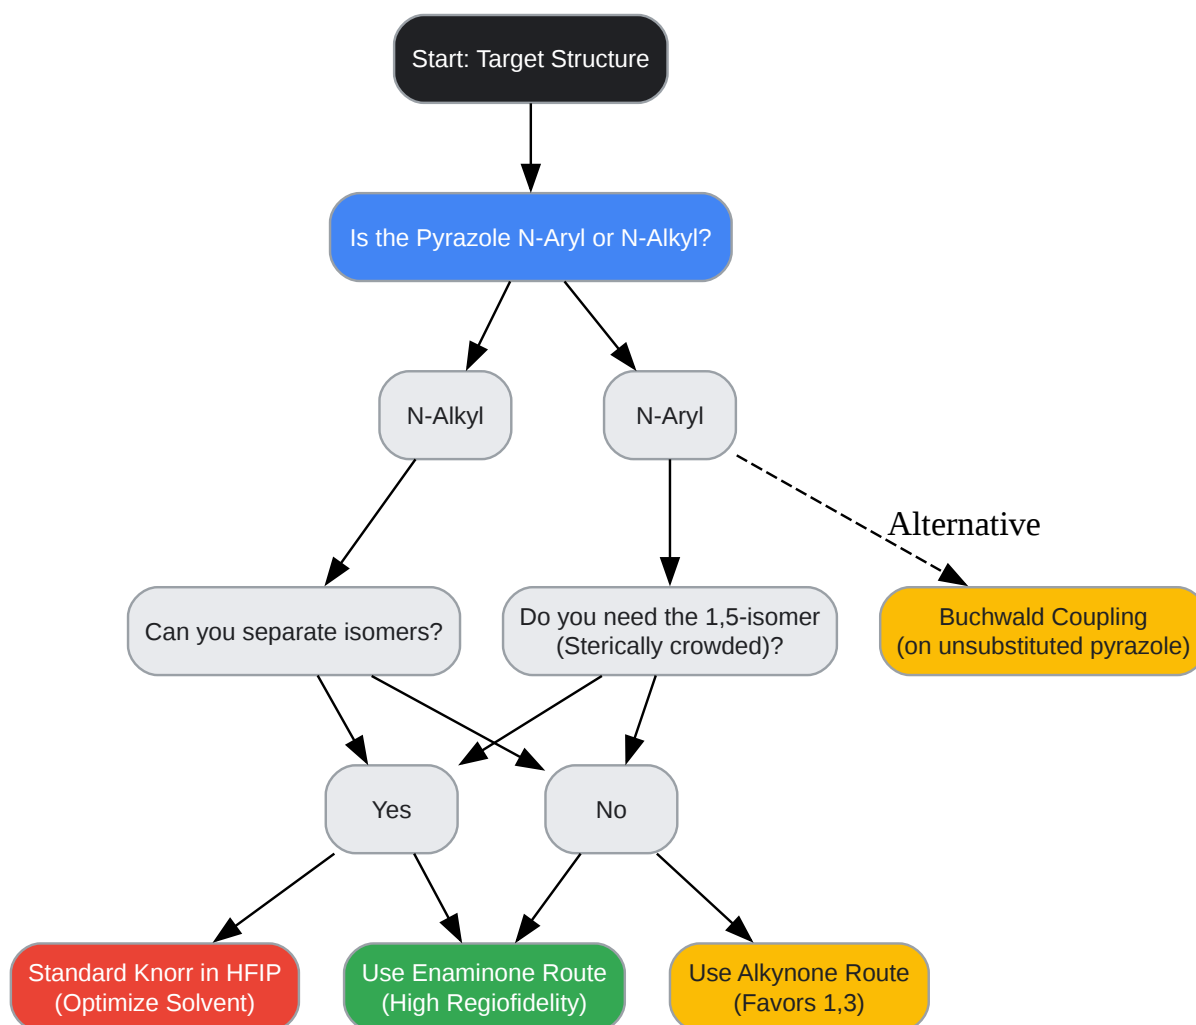 Start: Target Structure
Is the Pyrazole N-Aryl or N-Alkyl?
N-Alkyl
N-Aryl
Alternative
Can you separate isomers?
Do you need the 1,5-isomer
(Sterically crowded)?
Buchwald Coupling
(on unsubstituted pyrazole)
Yes
No
Standard Knorr in HFIP
(Optimize Solvent)
Use Enaminone Route
(High Regiofidelity)
Use Alkynone Route
(Favors 1,3)